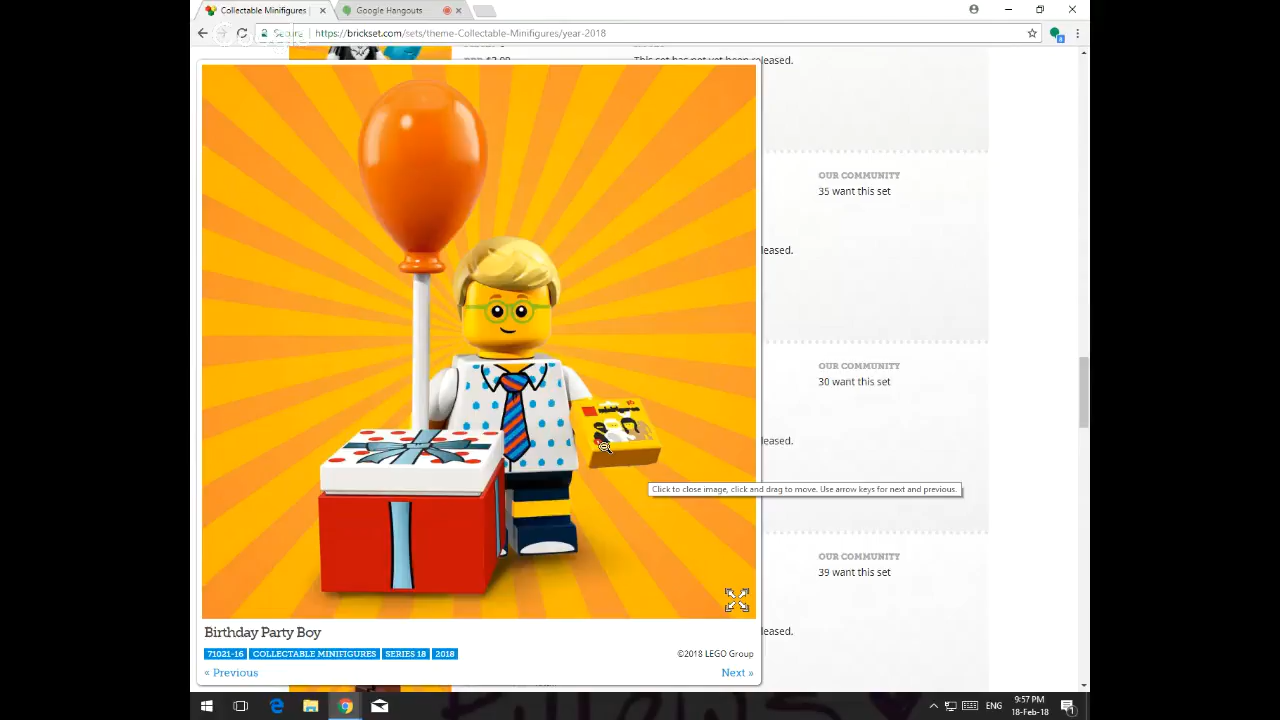 Collectable Minifigures |
Google Hangouts
Secure
https://brickset.com/sets/theme-Collectable-Minifigures/year-2018
This set has not yet been released.
OUR COMMUNITY
35 want this set
leased.
OUR COMMUNITY
30 want this set
leased.
Click to close image, click and drag to move. Use arrow keys for next and previous.
OUR COMMUNITY
39 want this set
leased.
Birthday Party Boy
71021-16 COLLECTABLE MINIFIGURES SERIES 18 2018
©2018 LEGO Group
« Previous
Next »
ENG
9:57 PM
18-Feb-18